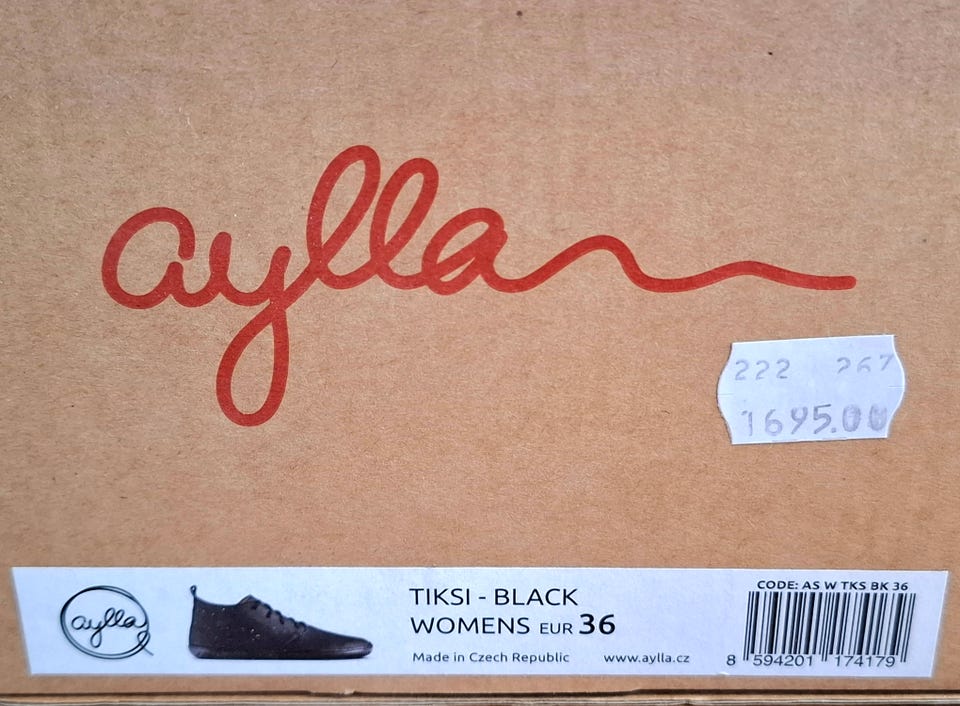 aylla
222 267
1695.00
aylla
TIKSI - BLACK
WOMENS EUR 36
Made in Czech Republic www.aylla.cz
CODE: AS W TKS BK 36
8 594201 174179